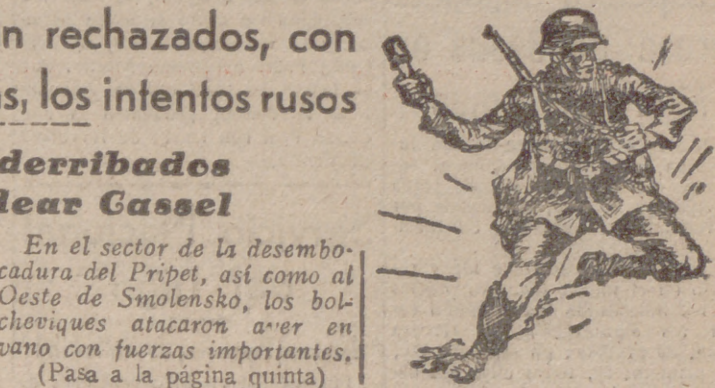 n rechazados, con
s, los intentos rusos
derribados
lear Cassel
En el sector de la desembo-
cadura del Pripet, así como al
Oeste de Smolensko, los bol-
cheviques atacaron ayer en
vano con fuerzas importantes.
(Pasa a la página quinta)